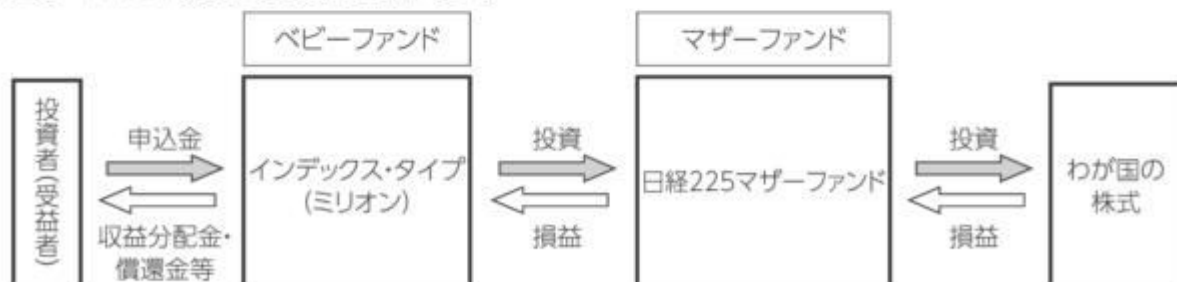 ベビーファンド
マザーファンド
投資者(受益者)
申込金
収益分配金・
償還金等
インデックス・タイプ
(ミリオン)
投資
損益
日経225マザーファンド
投資
損益
わが国の
株式